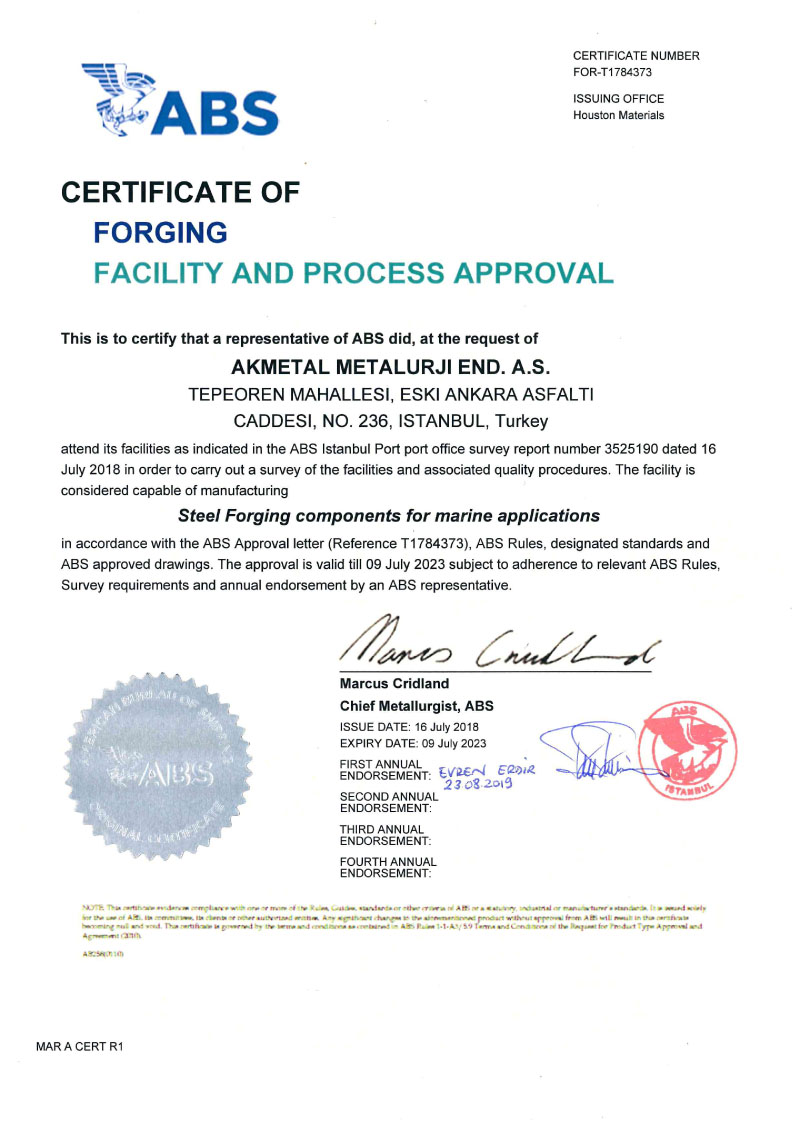 CERTIFICATE NUMBER
FOR-T1784373
ISSUING OFFICE
Houston Materials
ABS
CERTIFICATE OF
FORGING
FACILITY AND PROCESS APPROVAL
This is to certify that a representative of ABS did, at the request of
AKMETAL METALURJI END. A.S.
TEPEOREN MAHALLESI, ESKI ANKARA ASFALTI
CADDESI, NO. 236, ISTANBUL, Turkey
attend its facilities as indicated in the ABS Istanbul Port port office survey report number 3525190 dated 16
July 2018 in order to carry out a survey of the facilities and associated quality procedures. The facility is
considered capable of manufacturing
Steel Forging components for marine applications
in accordance with the ABS Approval letter (Reference T1784373), ABS Rules, designated standards and
ABS approved drawings. The approval is valid till 09 July 2023 subject to adherence to relevant ABS Rules,
Survey requirements and annual endorsement by an ABS representative.
Marcus Cridland
Marcus Cridland
Chief Metallurgist, ABS
ISSUE DATE: 16 July 2018
EXPIRY DATE: 09 July 2023
FIRST ANNUAL
ENDORSEMENT: EVREN ERDİR
23.08.2019
SECOND ANNUAL
ENDORSEMENT:
THIRD ANNUAL
ENDORSEMENT:
FOURTH ANNUAL
ENDORSEMENT:
ABS
ORIGINAL CERTIFICATE
ABS
ISTANBUL
NOTE: This certificate evidences compliance with one or more of the Rules, Guides, standards or other criteria of ABS or a statutory, industrial or manufacturer's standards. It is issued solely
for the use of ABS, its committees, its clients or other authorized entities. Any significant changes to the aforementioned product without approval from ABS will result in this certificate
becoming null and void. This certificate is governed by the terms and conditions as contained in ABS Rules 1-1-A3/ 5.9 Terms and Conditions of the Request for Product Type Approval and
Agreement (2010)
MAR A CERT R1